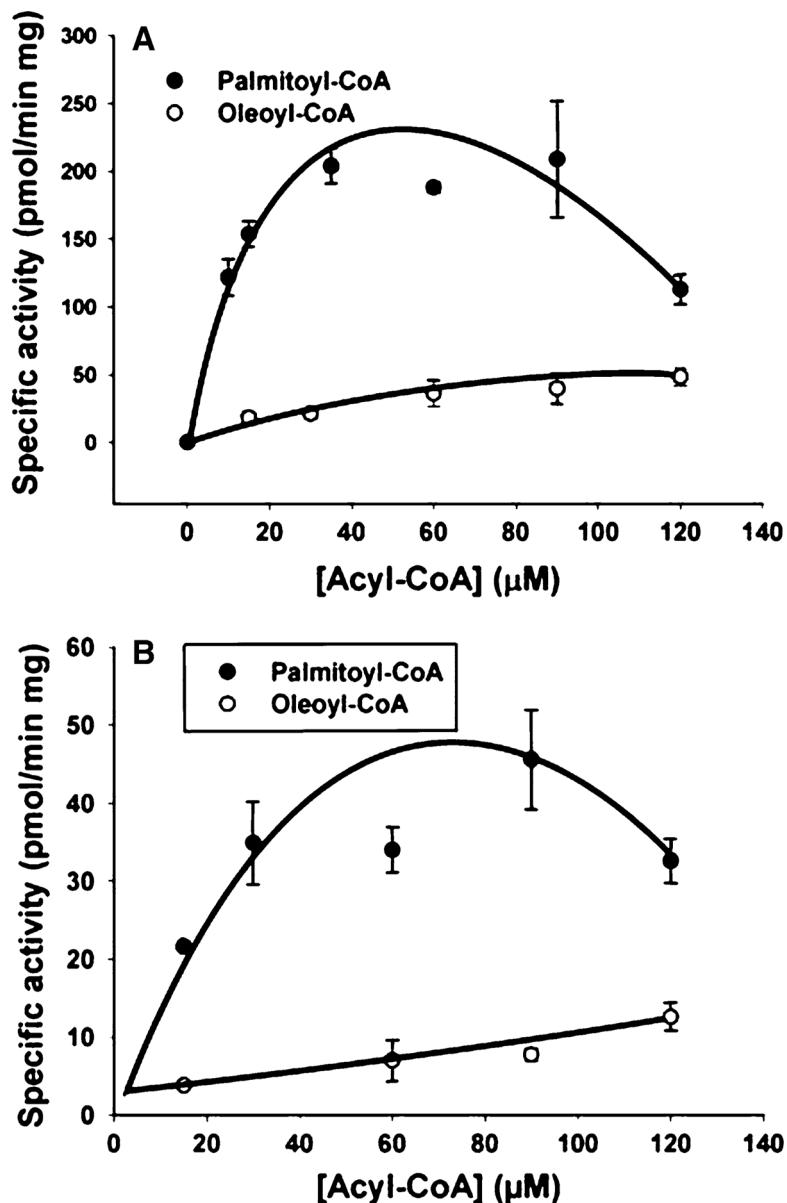 A
Palmitoyl-CoA
Oleoyl-CoA
Specific activity (pmol/min mg)
300
250
200
150
100
50
0
0 20 40 60 80 100 120 140
[Acyl-CoA] (μM)
B
Palmitoyl-CoA
Oleoyl-CoA
Specific activity (pmol/min mg)
60
50
40
30
20
10
0
0 20 40 60 80 100 120 140
[Acyl-CoA] (μM)